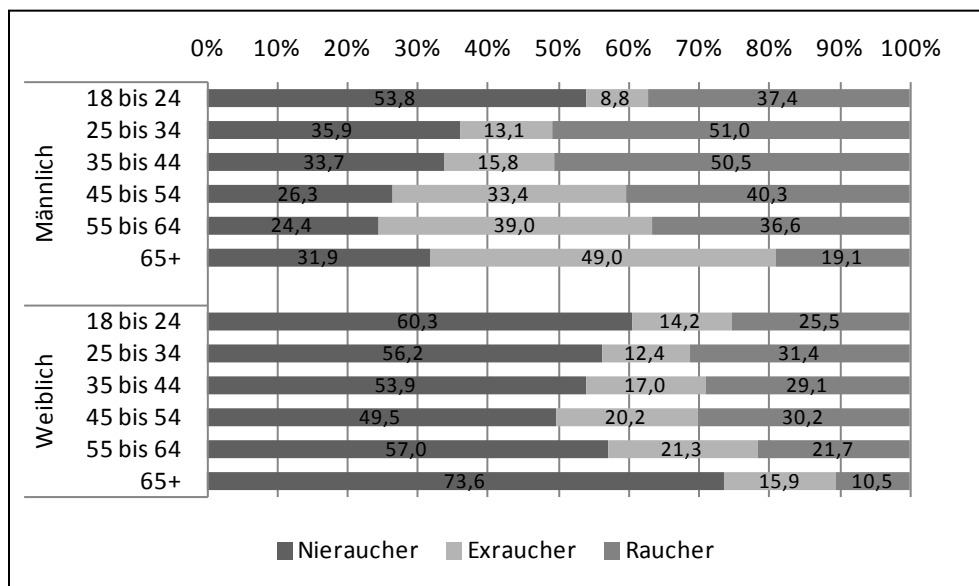 0% 10% 20% 30% 40% 50% 60% 70% 80% 90% 100%
Männlich
18 bis 24 53,8 8,8 37,4
25 bis 34 35,9 13,1 51,0
35 bis 44 33,7 15,8 50,5
45 bis 54 26,3 33,4 40,3
55 bis 64 24,4 39,0 36,6
65+ 31,9 49,0 19,1
Weiblich
18 bis 24 60,3 14,2 25,5
25 bis 34 56,2 12,4 31,4
35 bis 44 53,9 17,0 29,1
45 bis 54 49,5 20,2 30,2
55 bis 64 57,0 21,3 21,7
65+ 73,6 15,9 10,5
Nieraucher Exraucher Raucher